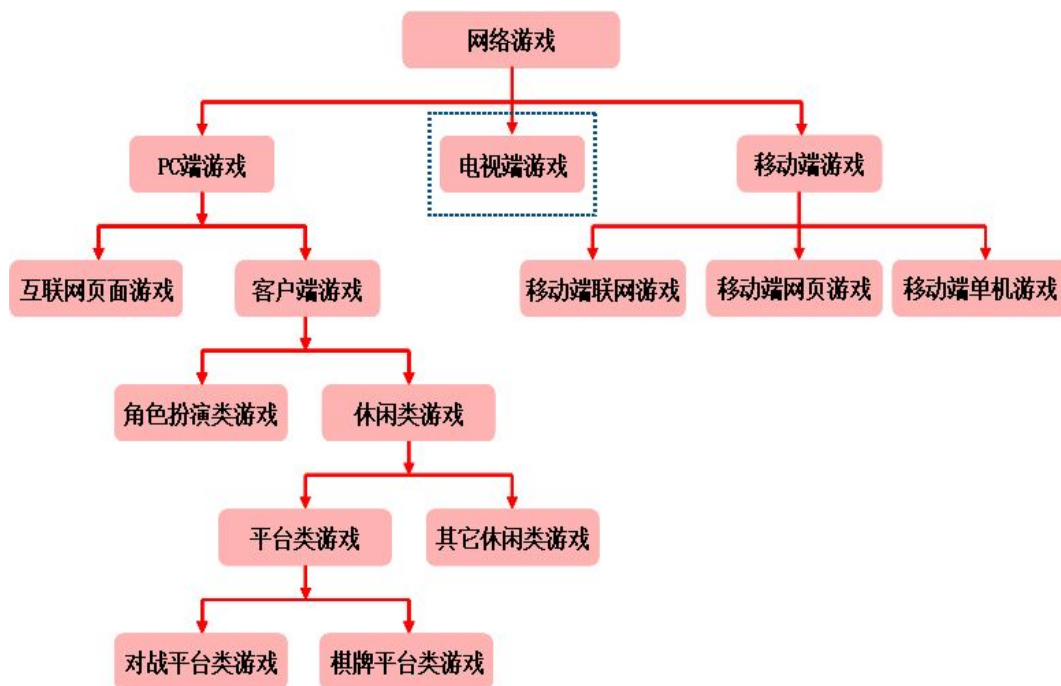 网络游戏
PC端游戏
电视端游戏
移动端游戏
互联网页面游戏
客户端游戏
移动端联网游戏
移动端网页游戏
移动端单机游戏
角色扮演类游戏
休闲类游戏
平台类游戏
其它休闲类游戏
对战平台类游戏
棋牌平台类游戏